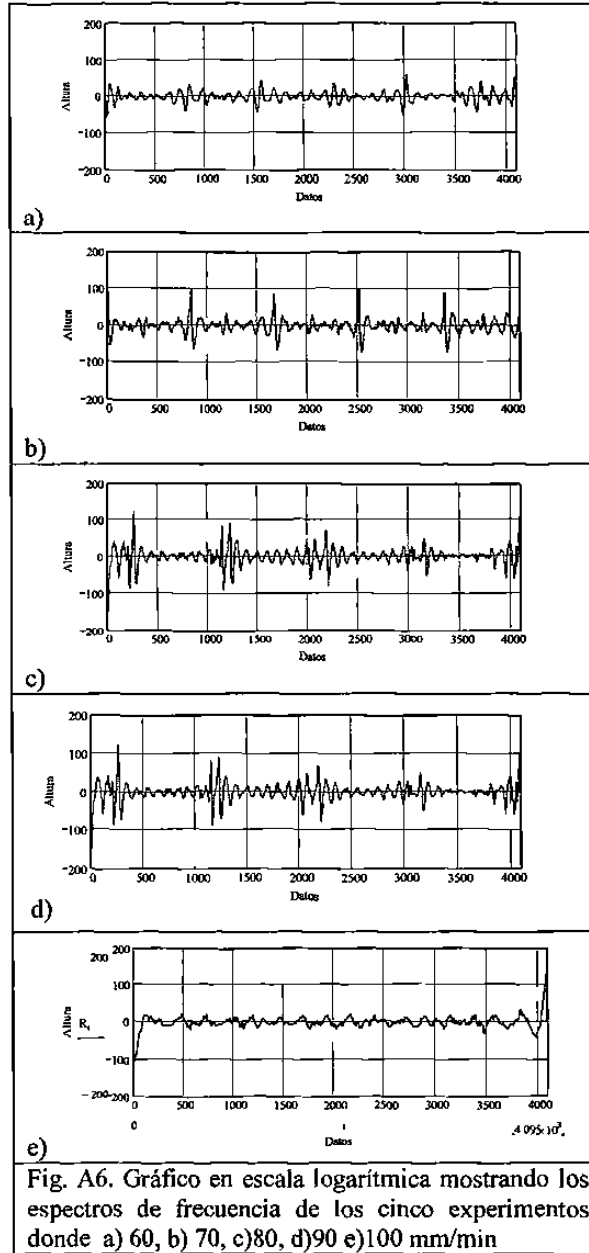 200
100
0
-100
-200
Altura
0 500 1000 1500 2000 2500 3000 3500 4000
Datos
a)
200
100
0
-100
-200
Altura
0 500 1000 1500 2000 2500 3000 3500 4000
Datos
b)
200
100
0
-100
-200
Altura
0 500 1000 1500 2000 2500 3000 3500 4000
Datos
c)
200
100
0
-100
-200
Altura
0 500 1000 1500 2000 2500 3000 3500 4000
Datos
d)
200 200
100
0
-100
-200 -200
Altura
0 500 1000 1500 2000 2500 3000 3500 4000
0
Datos
e)
Fig. A6. Gráfico en escala logarítmica mostrando los
espectros de frecuencia de los cinco experimentos
donde a) 60, b) 70, c)80, d)90 e)100 mm/min